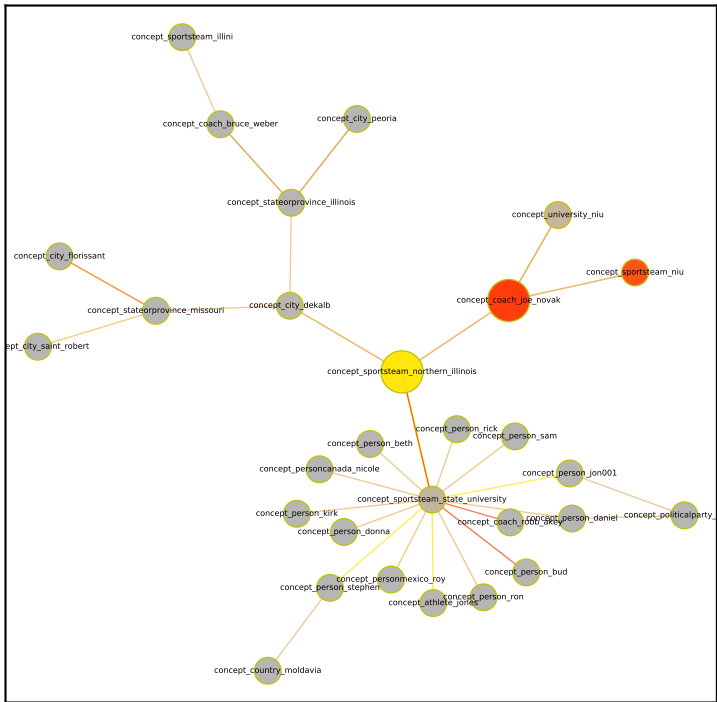 concept_sportsteam_illini
concept_coach_bruce_weber
concept_city_peoria
concept_stateorprovince_illinois
concept_university_niu
concept_city_florissant
concept_sportsteam_niu
concept_coach_joe_novak
concept_city_dekalb
concept_stateorprovince_missouri
ept_city_saint_robert
concept_sportsteam_northern_illinois
concept_person_rick
concept_person_sam
concept_person_beth
concept_personcanada_nicole
concept_person_jon001
concept_sportsteam_state_university
concept_person_kirk
concept_coach_robb_akey
concept_person_daniel
concept_politicalparty_
concept_person_donna
concept_person_bud
concept_personmexico_roy
concept_person_stephen
concept_person_ron
concept_athlete_jones
concept_country_moldavia